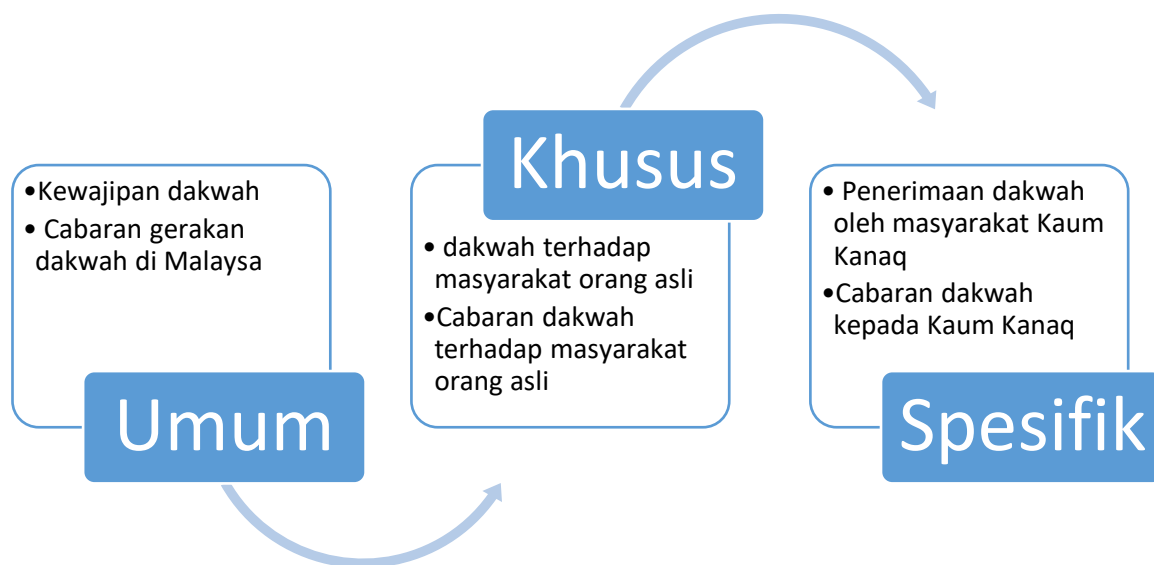 •Kewajipan dakwah
• Cabaran gerakan
dakwah di Malaysa
Umum
Khusus
• dakwah terhadap
masyarakat orang asli
•Cabaran dakwah
terhadap masyarakat
orang asli
• Penerimaan dakwah
oleh masyarakat Kaum
Kanaq
•Cabaran dakwah
kepada Kaum Kanaq
Spesifik